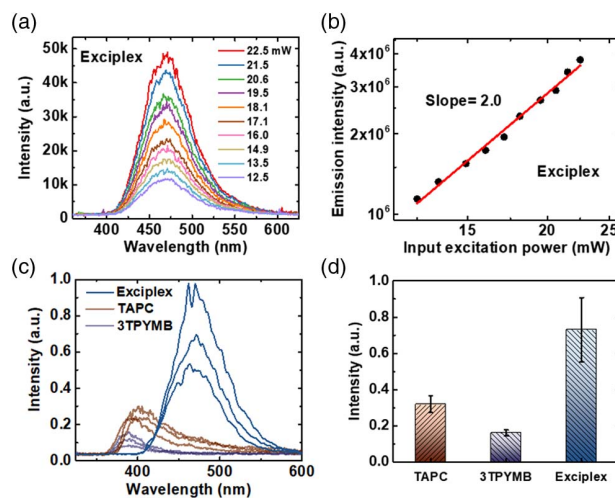 (a)
Exciplex
22.5 mW
21.5
20.6
19.5
18.1
17.1
16.0
14.9
13.5
12.5
50k
40k
30k
20k
10k
0
400 450 500 550 600
Wavelength (nm)
Intensity (a.u.)
(b)
Slope= 2.0
Exciplex
4x10⁶
2x10⁶
10⁶
15 20 25
Input excitation power (mW)
Emission intensity (a.u.)
(c)
Exciplex
TAPC
3TPYMB
1.0
0.8
0.6
0.4
0.2
0.0
400 500 600
Wavelength (nm)
Intensity (a.u.)
(d)
1.0
0.8
0.6
0.4
0.2
0.0
TAPC 3TPYMB Exciplex
Intensity (a.u.)